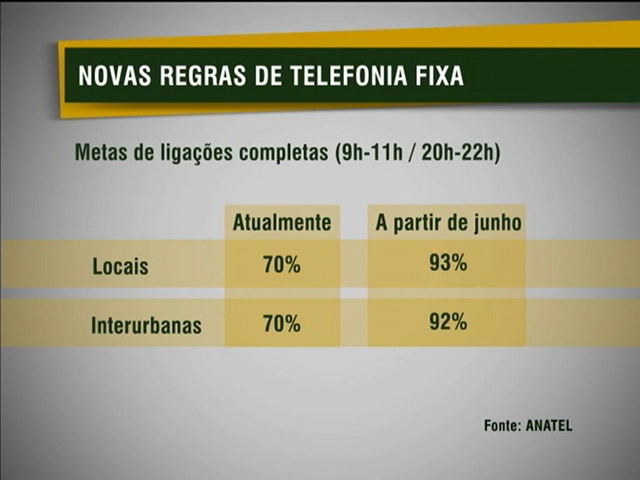 NOVAS REGRAS DE TELEFONIA FIXA
Metas de ligações completas (9h-11h / 20h-22h)
Atualmente A partir de junho
Locais 70% 93%
Interurbanas 70% 92%
Fonte: ANATEL